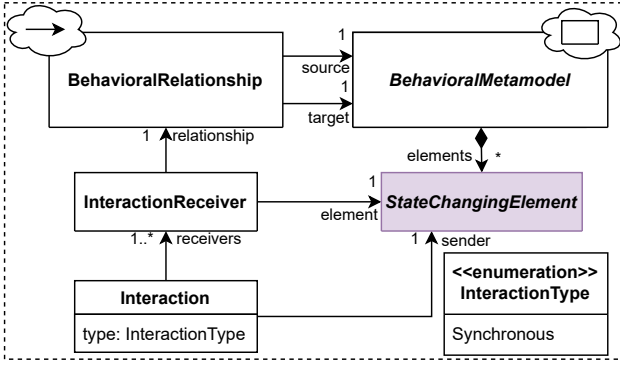 1
source
BehavioralRelationship
BehavioralMetamodel
1
target
1
relationship
elements
*
InteractionReceiver
1
element
StateChangingElement
1..*
receivers
1
sender
Interaction
type: InteractionType
<<enumeration>>
InteractionType
Synchronous